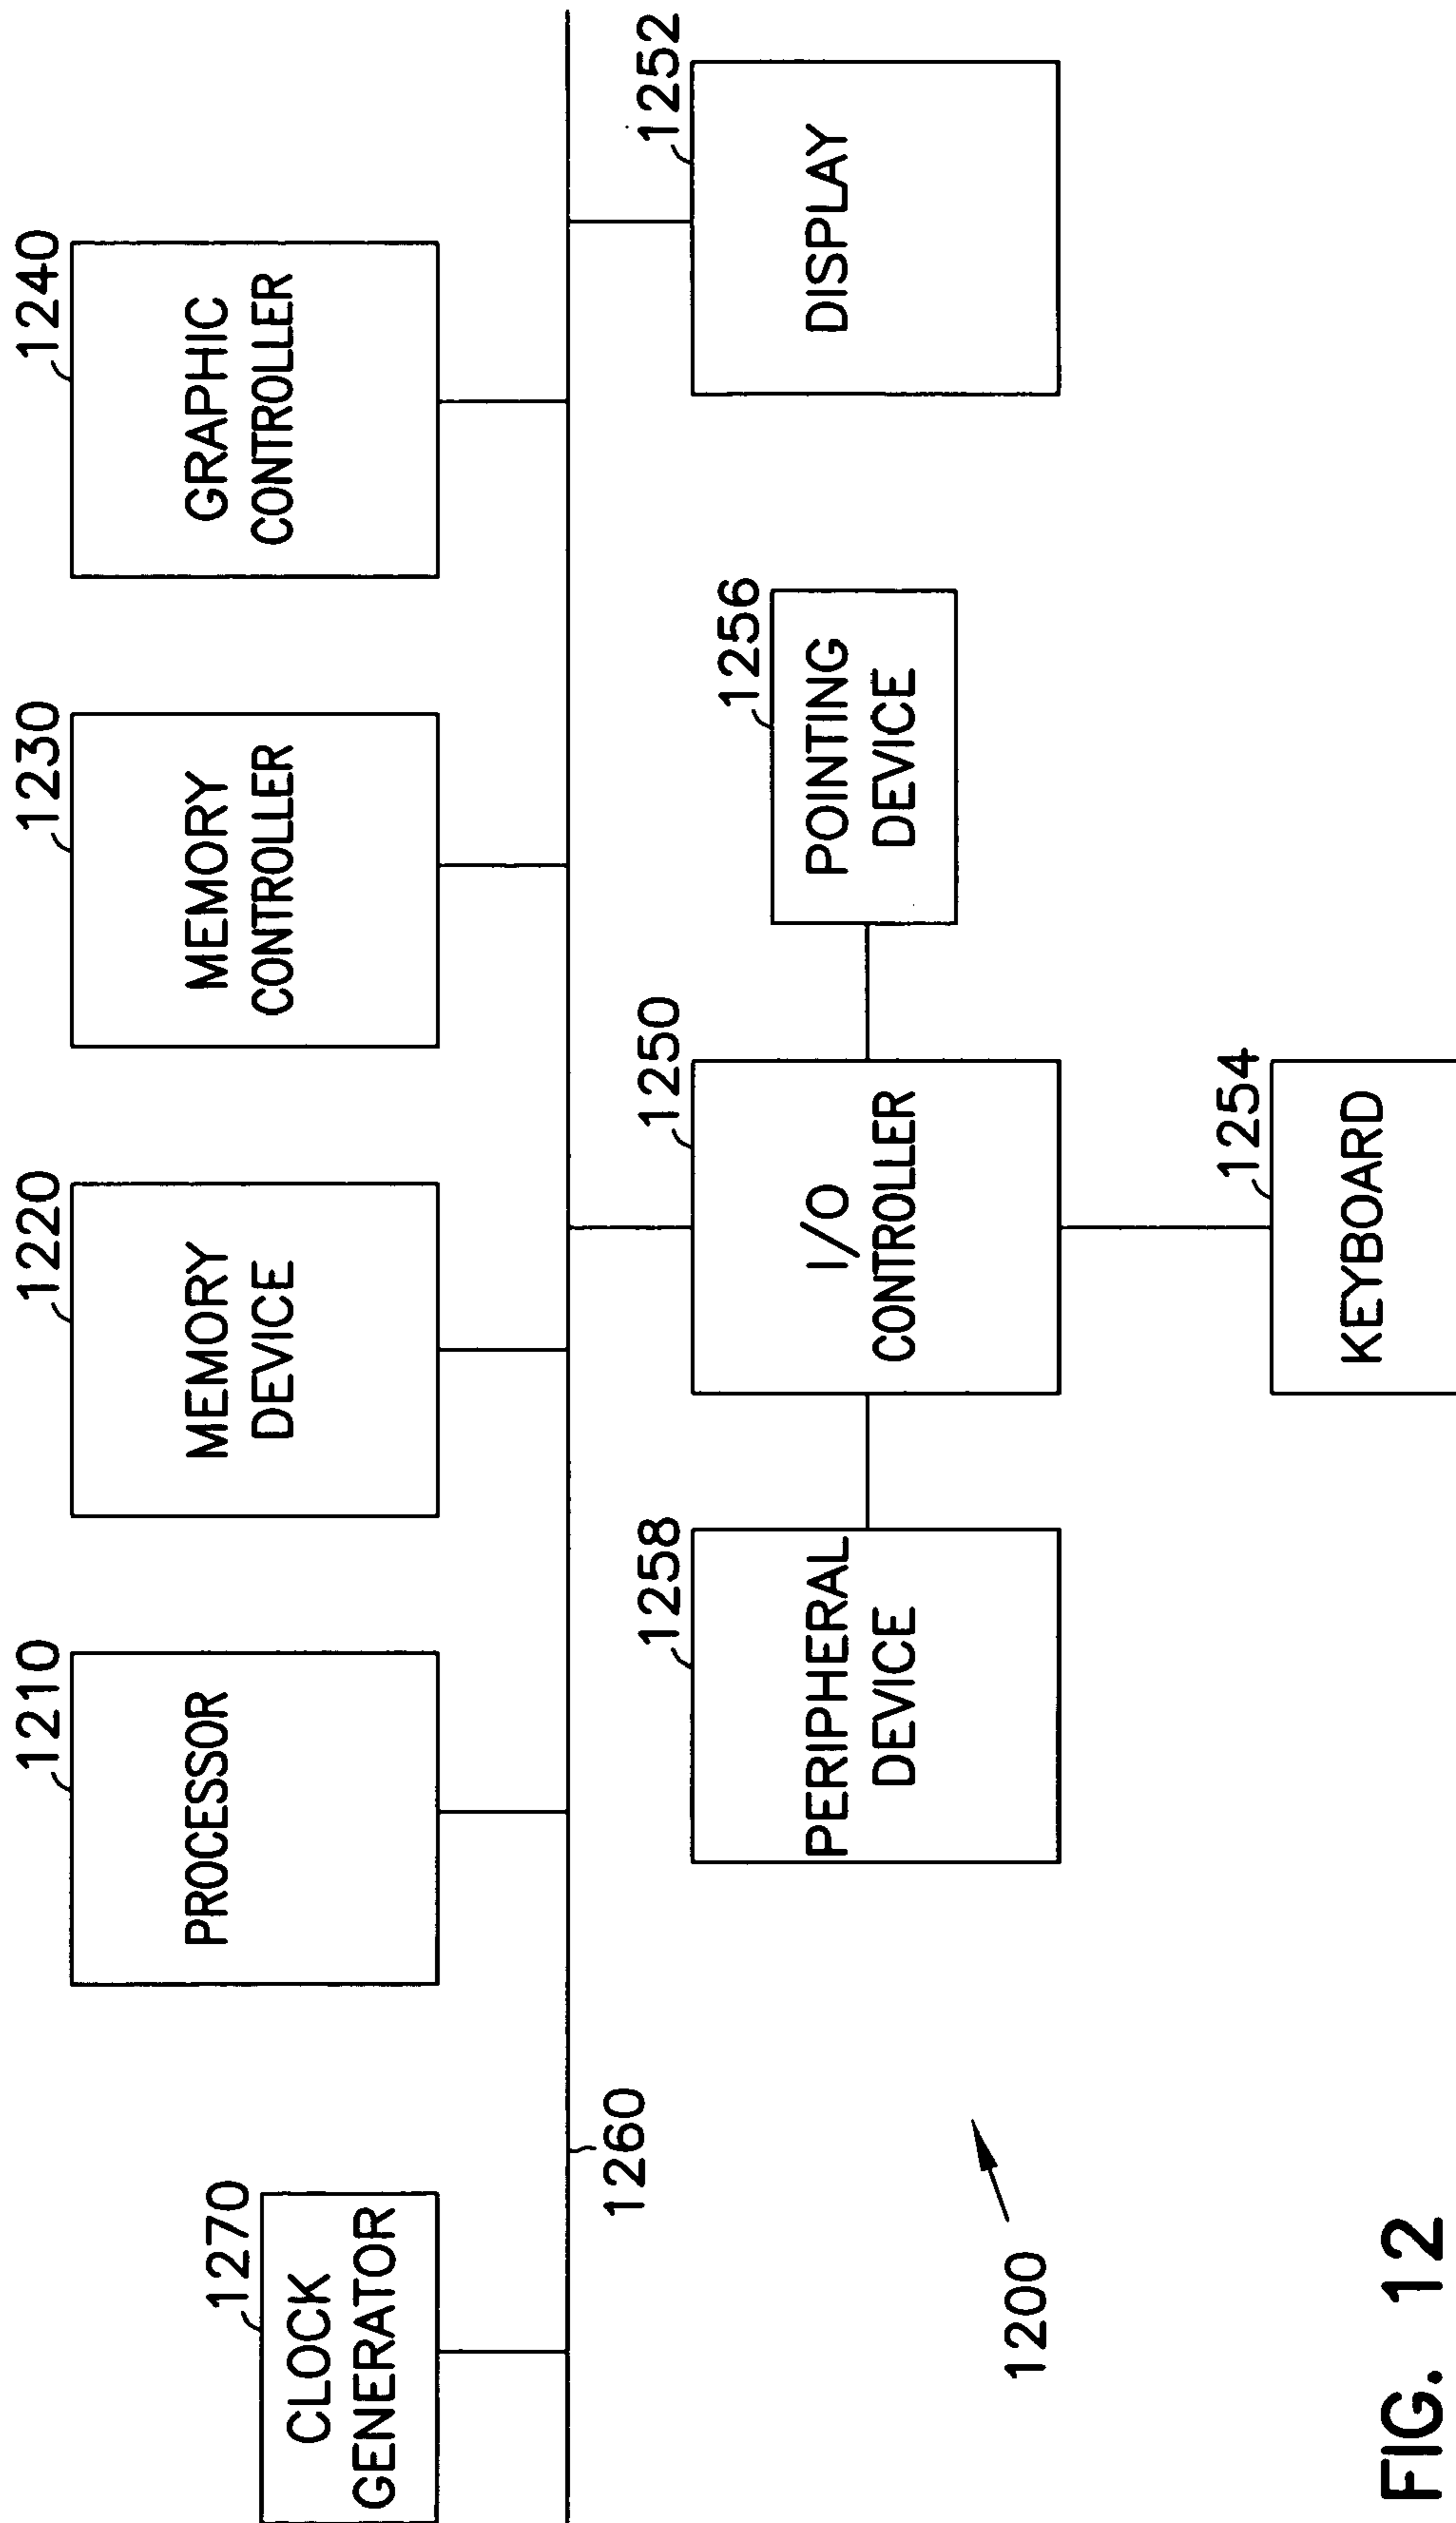 1270
CLOCK
GENERATOR
1210
PROCESSOR
1220
MEMORY
DEVICE
1230
MEMORY
CONTROLLER
1240
GRAPHIC
CONTROLLER
1260
1258
PERIPHERAL
DEVICE
1250
I/O
CONTROLLER
1256
POINTING
DEVICE
1252
DISPLAY
1200
1254
KEYBOARD
FIG. 12